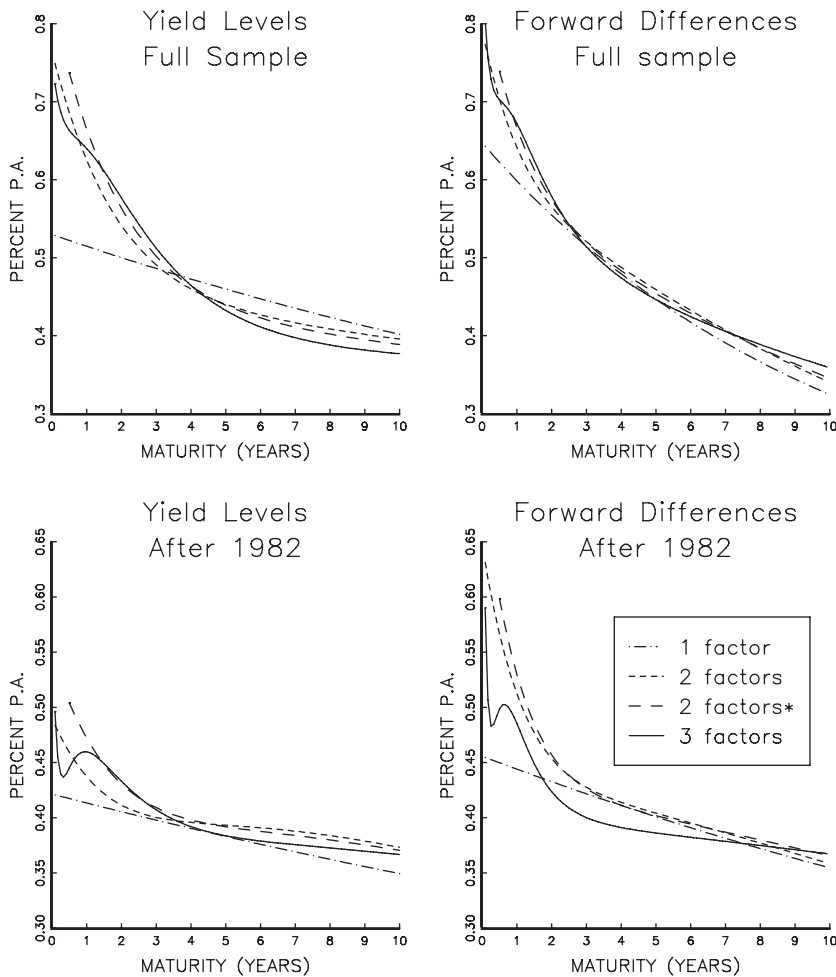 Yield Levels
Full Sample
0.8
0.7
0.6
0.5
0.4
0.3
PERCENT P.A.
0 1 2 3 4 5 6 7 8 9 10
MATURITY (YEARS)
Forward Differences
Full sample
0.8
0.7
0.6
0.5
0.4
0.3
PERCENT P.A.
0 1 2 3 4 5 6 7 8 9 10
MATURITY (YEARS)
Yield Levels
After 1982
0.65
0.60
0.55
0.50
0.45
0.40
0.35
0.30
PERCENT P.A.
0 1 2 3 4 5 6 7 8 9 10
MATURITY (YEARS)
Forward Differences
After 1982
0.65
0.60
0.55
0.50
0.45
0.40
0.35
0.30
PERCENT P.A.
1 factor
2 factors
2 factors*
3 factors
0 1 2 3 4 5 6 7 8 9 10
MATURITY (YEARS)